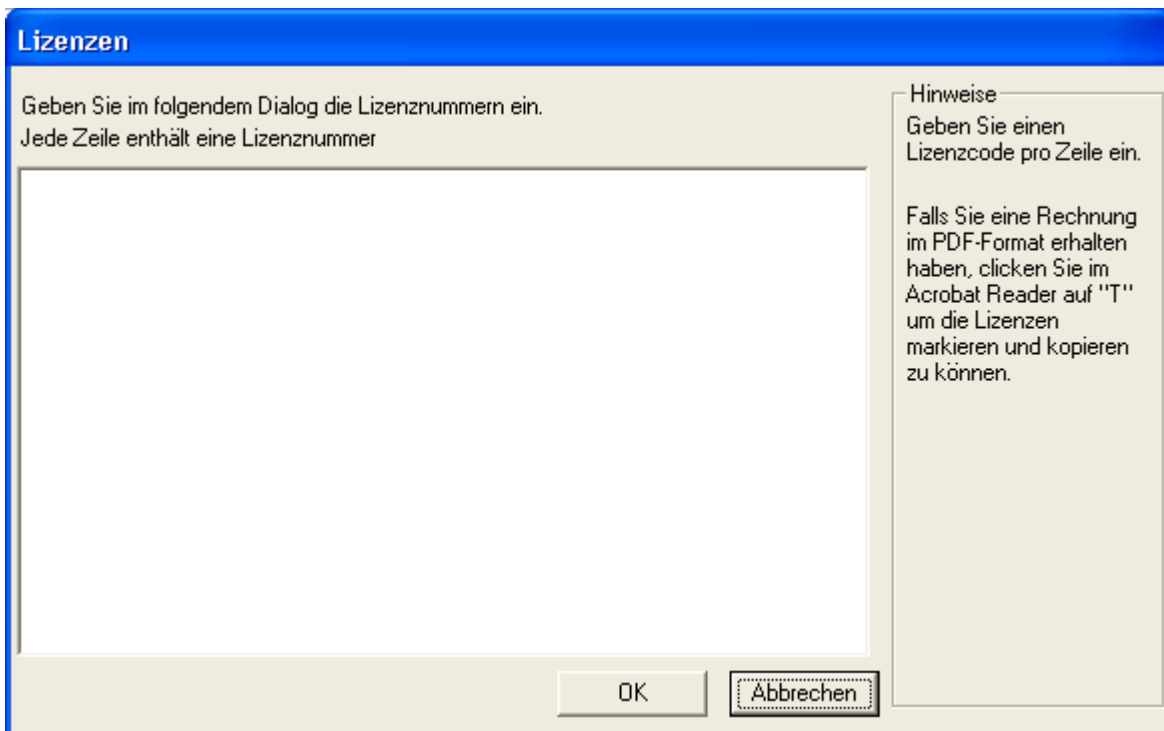 Lizenzen
Geben Sie im folgendem Dialog die Lizenznummern ein.
Jede Zeile enthält eine Lizenznummer
Hinweise
Geben Sie einen
Lizenzcode pro Zeile ein.
Falls Sie eine Rechnung
im PDF-Format erhalten
haben, clicken Sie im
Acrobat Reader auf "T"
um die Lizenzen
markieren und kopieren
zu können.
OK
Abbrechen